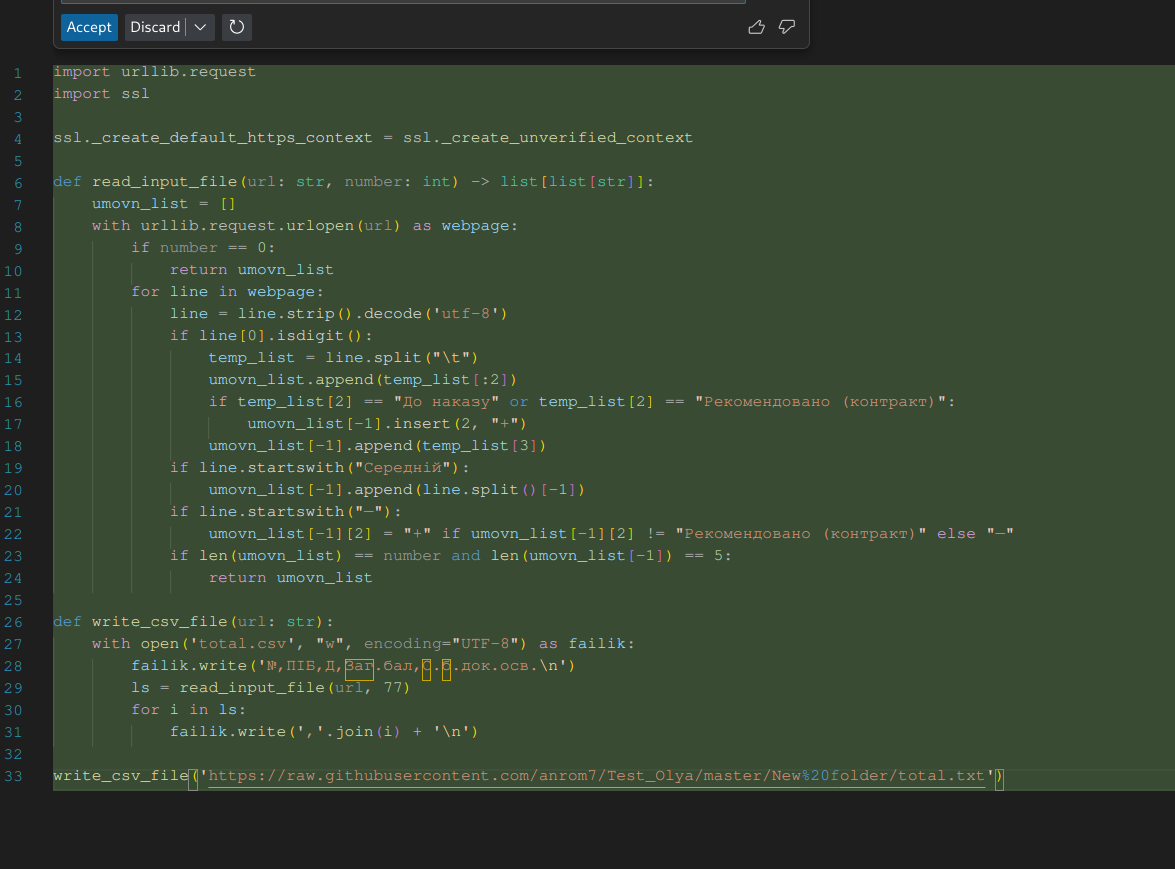 Accept Discard
1 import urllib.request
2 import ssl
3
4 ssl._create_default_https_context = ssl._create_unverified_context
5
6 def read_input_file(url: str, number: int) -> list[list[str]]:
7     umovn_list = []
8     with urllib.request.urlopen(url) as webpage:
9         if number == 0:
10             return umovn_list
11         for line in webpage:
12             line = line.strip().decode('utf-8')
13             if line[0].isdigit():
14                 temp_list = line.split("\t")
15                 umovn_list.append(temp_list[:2])
16                 if temp_list[2] == "До наказу" or temp_list[2] == "Рекомендовано (контракт)":
17                     umovn_list[-1].insert(2, "+")
18                 umovn_list[-1].append(temp_list[3])
19             if line.startswith("Середній"):
20                 umovn_list[-1].append(line.split()[-1])
21             if line.startswith("—"):
22                 umovn_list[-1][2] = "+" if umovn_list[-1][2] != "Рекомендовано (контракт)" else "—"
23             if len(umovn_list) == number and len(umovn_list[-1]) == 5:
24                 return umovn_list
25
26 def write_csv_file(url: str):
27     with open('total.csv', "w", encoding="UTF-8") as failik:
28         failik.write('№,ПІБ,Д,Заг.бал,С.б.док.осв.\n')
29         ls = read_input_file(url, 77)
30         for i in ls:
31             failik.write(','.join(i) + '\n')
32
33 write_csv_file('https://raw.githubusercontent.com/anrom7/Test_Olya/master/New%20folder/total.txt')